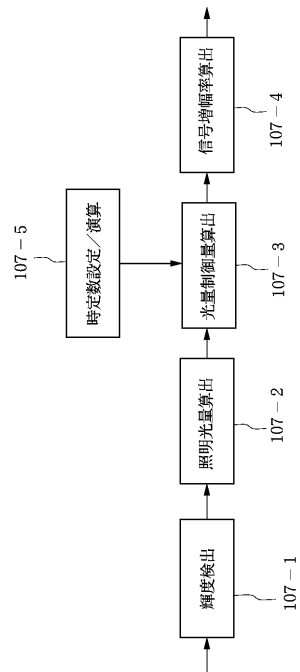 輝度検出
107-1
照明光量算出
107-2
時定数設定/演算
107-5
光量制御量算出
107-3
信号増幅率算出
107-4